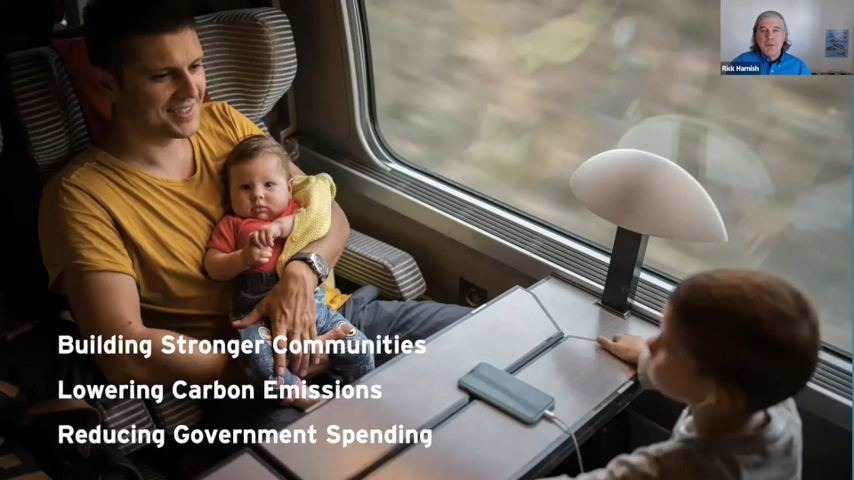 Rick Harnish
Building Stronger Communities
Lowering Carbon Emissions
Reducing Government Spending